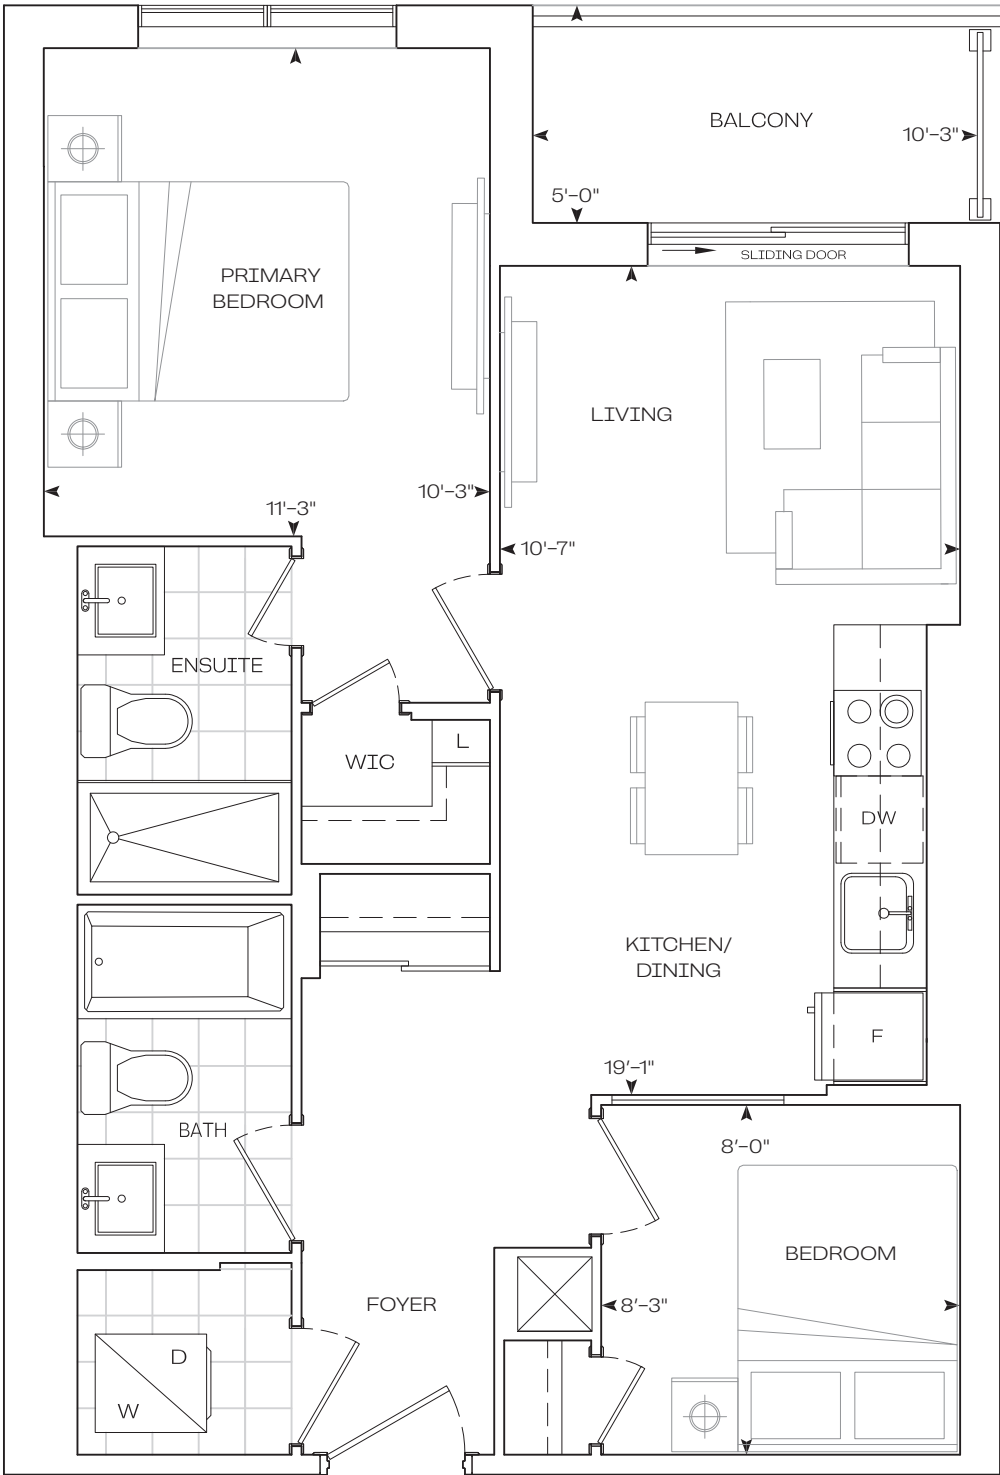 BALCONY
10'-3"
5'-0"
SLIDING DOOR
PRIMARY
BEDROOM
LIVING
10'-3"
11'-3"
10'-7"
ENSUITE
WIC
L
DW
KITCHEN/
DINING
F
19'-1"
BATH
8'-0"
BEDROOM
FOYER
8'-3"
D
W